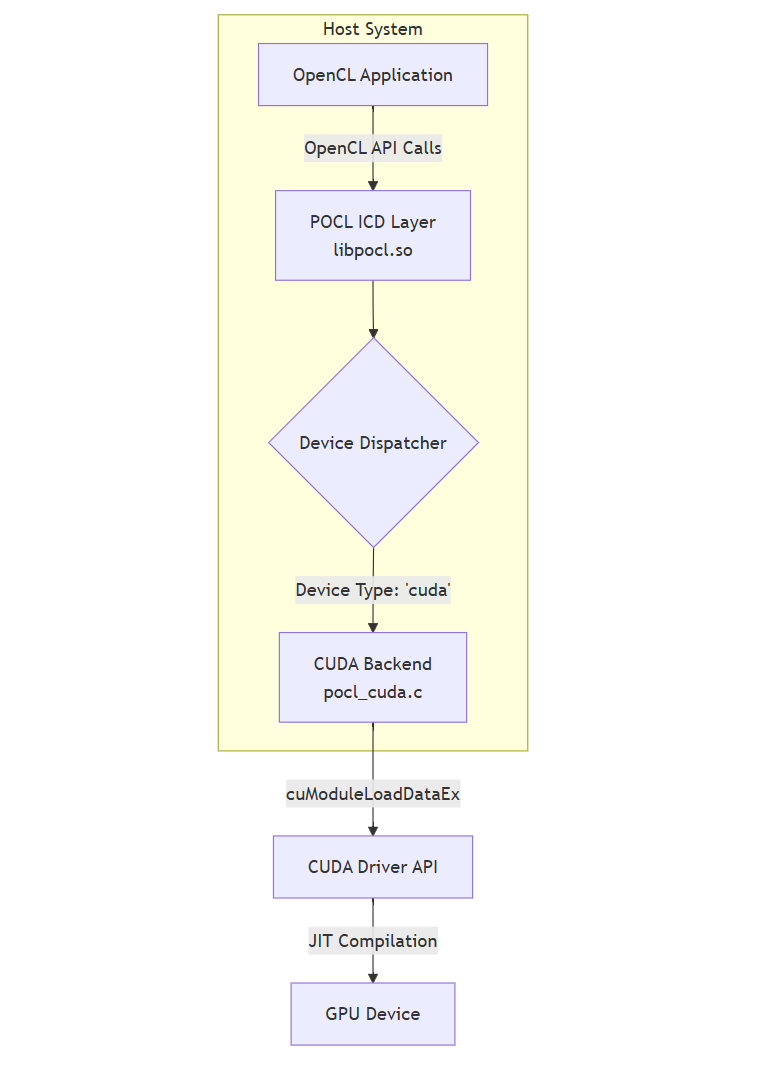 Host System
OpenCL Application
OpenCL API Calls
POCL ICD Layer
libpocl.so
Device Dispatcher
Device Type: 'cuda'
CUDA Backend
pocl_cuda.c
cuModuleLoadDataEx
CUDA Driver API
JIT Compilation
GPU Device